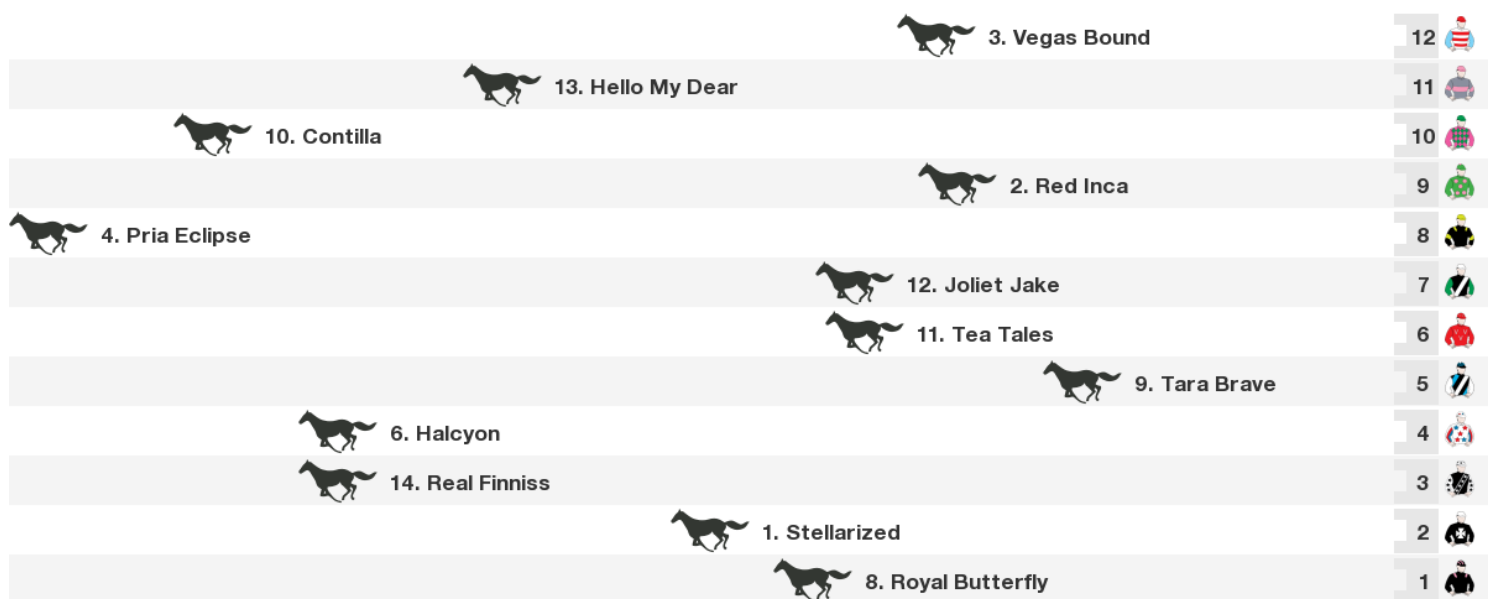 3. Vegas Bound 12
13. Hello My Dear 11
10. Contilla 10
2. Red Inca 9
4. Pria Eclipse 8
12. Joliet Jake 7
11. Tea Tales 6
9. Tara Brave 5
6. Halcyon 4
14. Real Finniss 3
1. Stellarized 2
8. Royal Butterfly 1